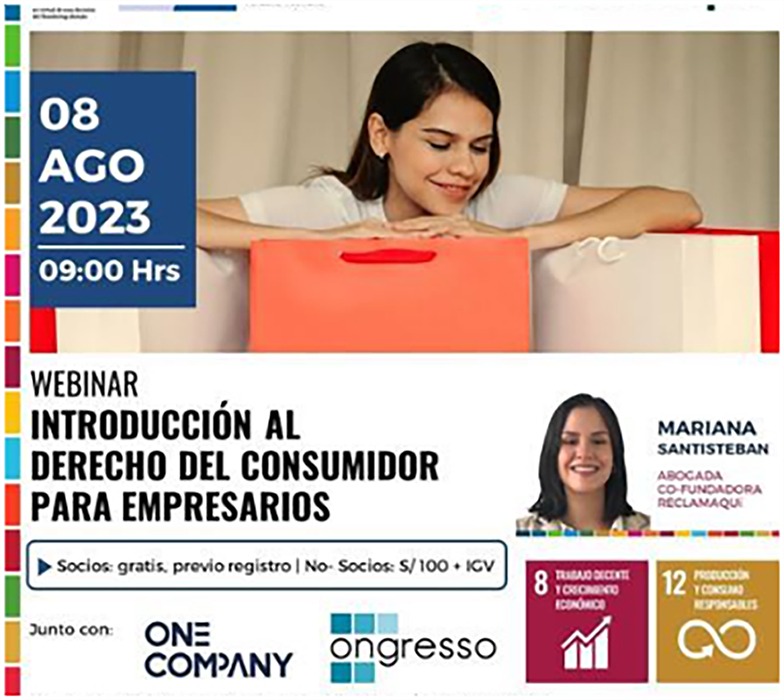 08
AGO
2023
09:00 Hrs
WEBINAR
INTRODUCCIÓN AL
DERECHO DEL CONSUMIDOR
PARA EMPRESARIOS
MARIANA
SANTISTEBAN
ABOGADA
CO-FUNDADORA
RECLAMAQUI
Socios: gratis, previo registro | No- Socios: S/ 100 + IGV
Junto con:
ONE
COMPANY
ongresso
8 TRABAJO DECENTE
Y CRECIMIENTO
ECONÓMICO
12 PRODUCCIÓN
Y CONSUMO
RESPONSABLES